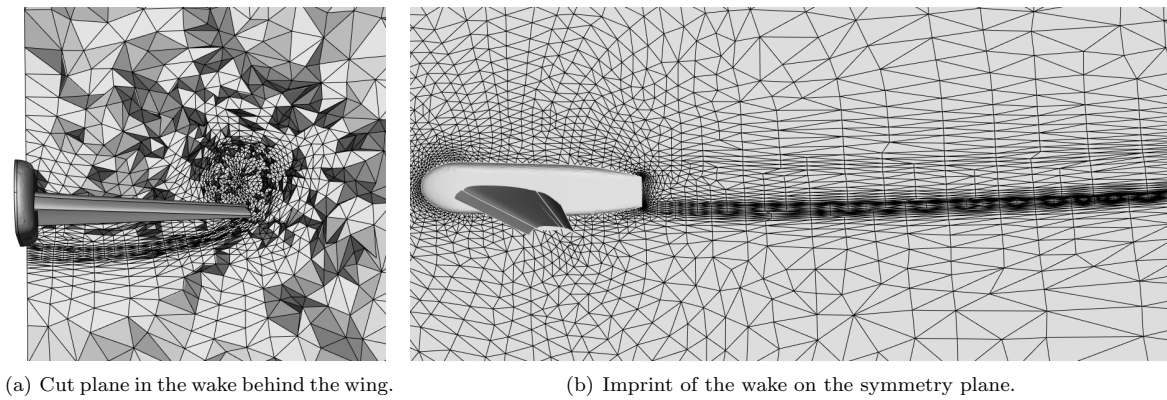 (a) Cut plane in the wake behind the wing.
(b) Imprint of the wake on the symmetry plane.